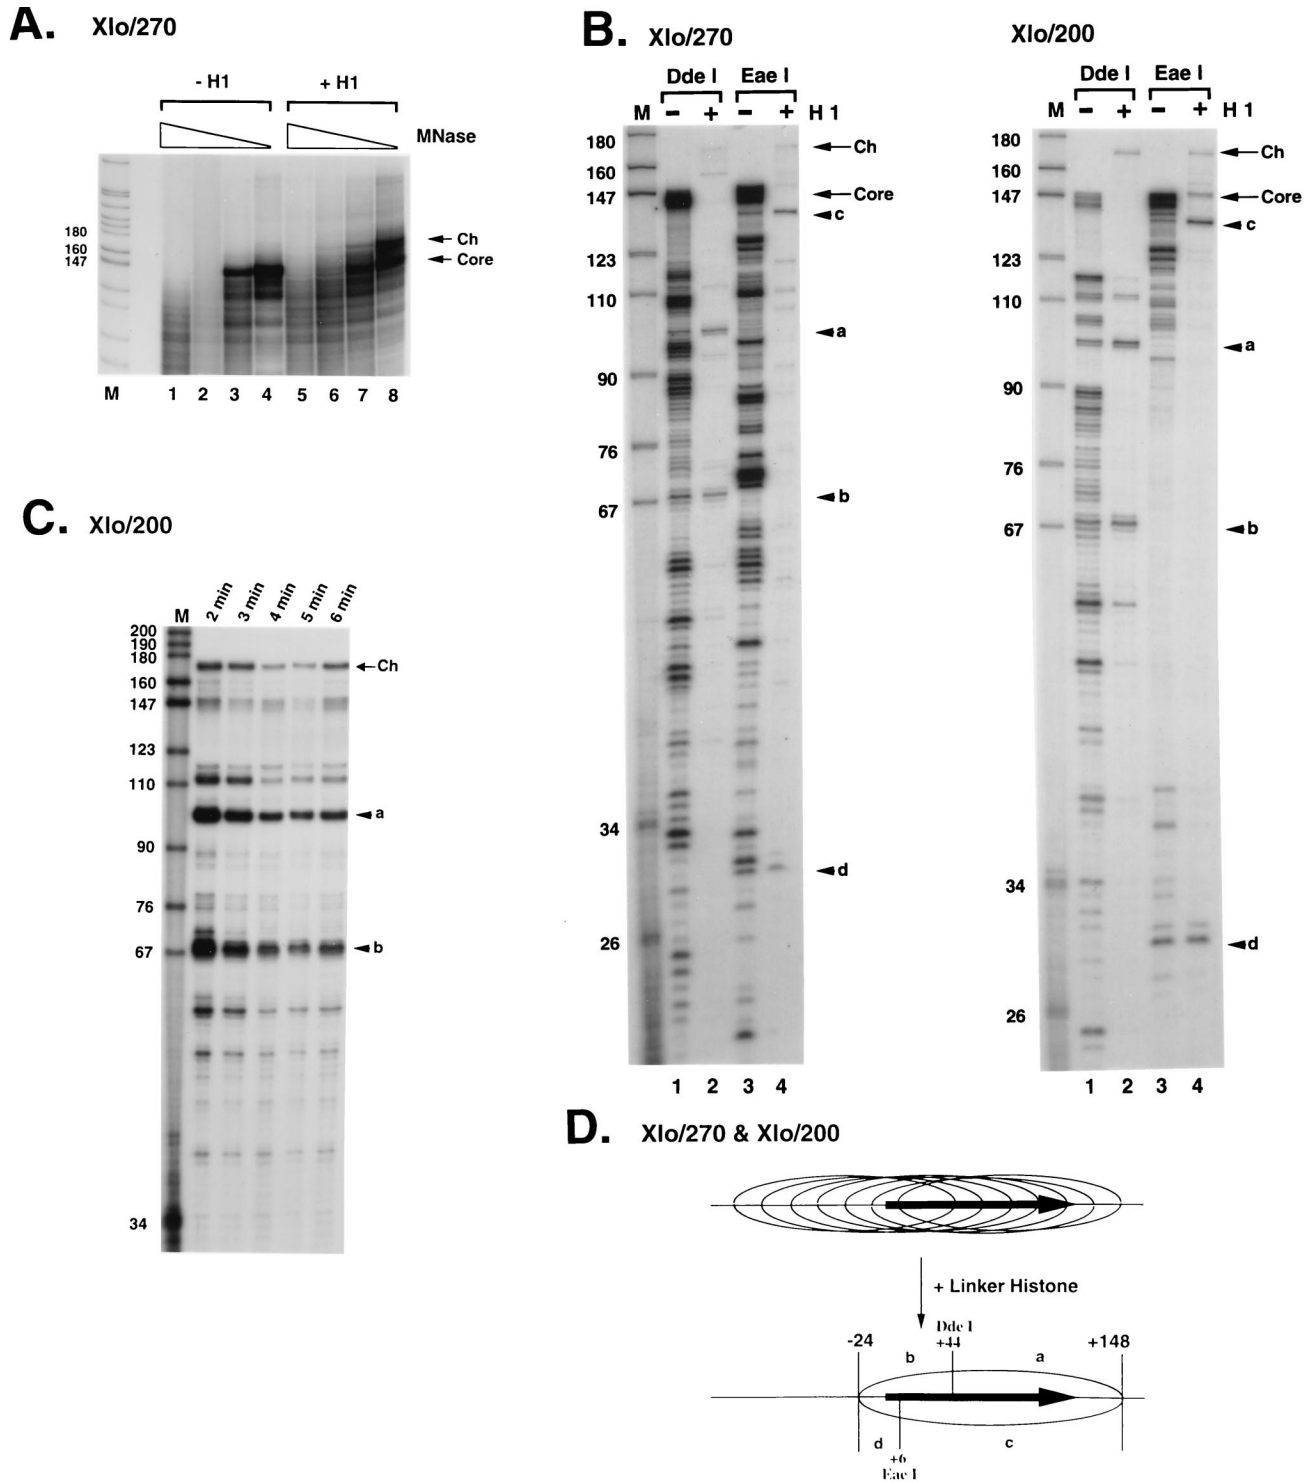 A. Xlo/270
- H1 + H1
MNase
180
160
147
Ch
Core
M 1 2 3 4 5 6 7 8
B. Xlo/270
Dde I Eae I
M - + - + H 1
180
160
147
123
110
90
76
67
34
26
Ch
Core
c
a
b
d
1 2 3 4
Xlo/200
Dde I Eae I
M - + - + H 1
180
160
147
123
110
90
76
67
34
26
Ch
Core
c
a
b
d
1 2 3 4
C. Xlo/200
M 2 min 3 min 4 min 5 min 6 min
200
190
180
160
147
123
110
90
76
67
34
Ch
a
b
D. Xlo/270 & Xlo/200
+ Linker Histone
Dde I
-24 +44 +148
b a
d c
+6
Eae I